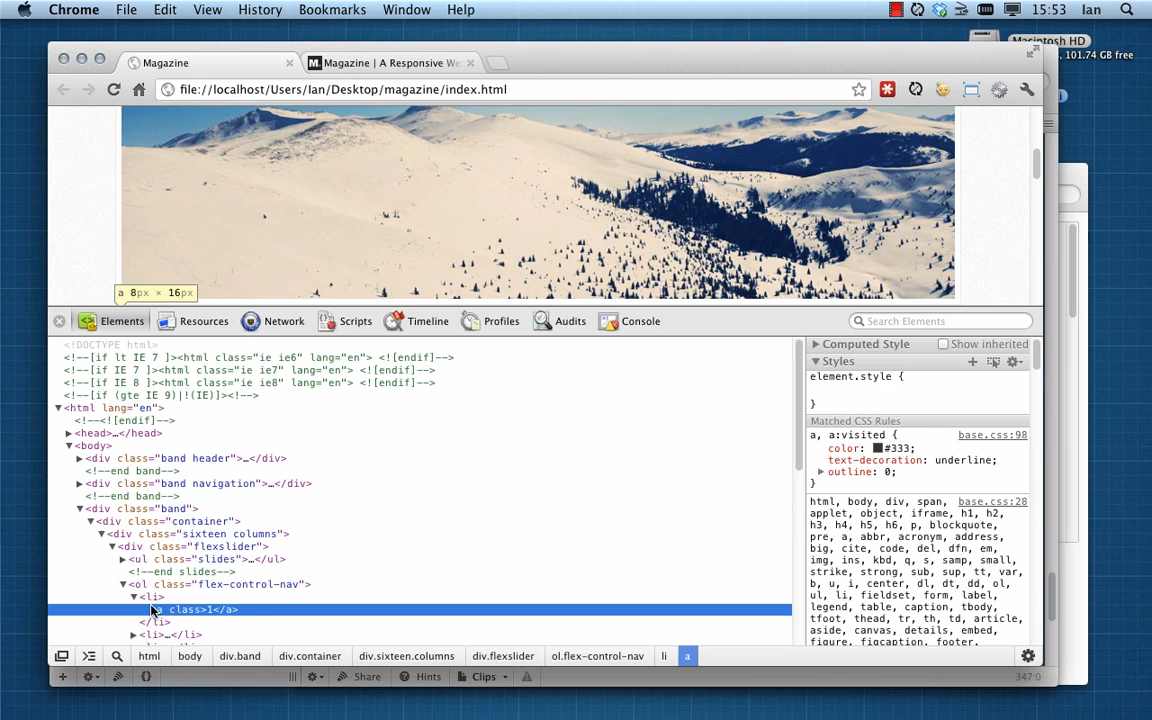 Chrome File Edit View History Bookmarks Window Help 15:53 Ian
Macintosh HD
, 101.74 GB free
Magazine
M. Magazine | A Responsive We
file://localhost/Users/Ian/Desktop/magazine/index.html
a 8px × 16px
Elements Resources Network Scripts Timeline Profiles Audits Console Search Elements
<!DOCTYPE html>
<!--[if lt IE 7 ]><html class="ie ie6" lang="en"> <![endif]-->
<!--[if IE 7 ]><html class="ie ie7" lang="en"> <![endif]-->
<!--[if IE 8 ]><html class="ie ie8" lang="en"> <![endif]-->
<!--[if (gte IE 9)|!(IE)]><!-->
<html lang="en">
<!--<![endif]-->
<head>…</head>
<body>
<div class="band header">…</div>
<!--end band-->
<div class="band navigation">…</div>
<!--end band-->
<div class="band">
<div class="container">
<div class="sixteen columns">
<div class="flexslider">
<ul class="slides">…</ul>
<!--end slides-->
<ol class="flex-control-nav">
<li>
class>1</a>
</li>
<li>…</li>
Computed Style Show inherited
Styles
element.style {
}
Matched CSS Rules
a, a:visited { base.css:98
color: #333;
text-decoration: underline;
outline: 0;
}
html, body, div, span, base.css:28
applet, object, iframe, h1, h2,
h3, h4, h5, h6, p, blockquote,
pre, a, abbr, acronym, address,
big, cite, code, del, dfn, em,
img, ins, kbd, q, s, samp, small,
strike, strong, sub, sup, tt, var,
b, u, i, center, dl, dt, dd, ol,
ul, li, fieldset, form, label,
legend, table, caption, tbody,
tfoot, thead, tr, th, td, article,
aside, canvas, details, embed,
figure, figcaption, footer,
html body div.band div.container div.sixteen.columns div.flexslider ol.flex-control-nav li a
Share Hints Clips 347:0